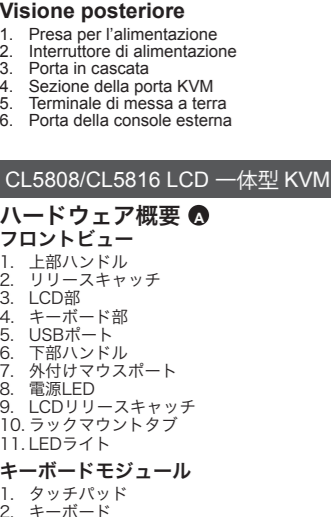 Visione posteriore
1. Presa per l'alimentazione
2. Interruttore di alimentazione
3. Porta in cascata
4. Sezione della porta KVM
5. Terminale di messa a terra
6. Porta della console esterna
CL5808/CL5816 LCD 一体型 KVM
ハードウェア概要 A
フロントビュー
1. 上部ハンドル
2. リリースキャッチ
3. LCD部
4. キーボード部
5. USBポート
6. 下部ハンドル
7. 外付けマウスポート
8. 電源LED
9. LCDリリースキャッチ
10. ラックマウントタブ
11. LEDライト
キーボードモジュール
1. タッチパッド
2. キーボード